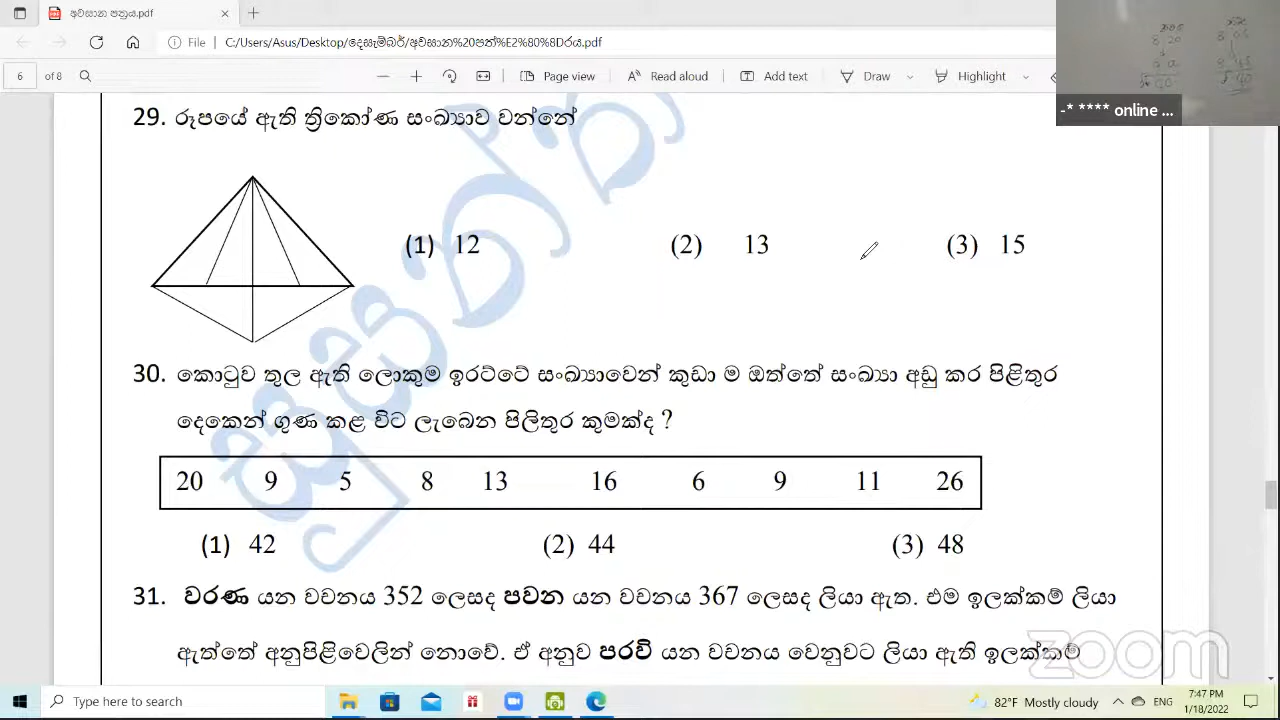 අවසාන පත්‍රය.pdf
File C:/Users/Asus/Desktop/දෙසැම්බර්/අවසාන%20පත්%E2%80%8Dරය.pdf
6 of 8 Page view Read aloud Add text Draw Highlight
-* **** online ...
29. රූපයේ ඇති ත්‍රිකෝණ සංඛ්‍යාව වන්නේ
(1) 12 (2) 13 (3) 15
30. කොටුව තුල ඇති ලොකුම ඉරට්ටේ සංඛ්‍යාවෙන් කුඩා ම ඔත්තේ සංඛ්‍යා අඩු කර පිළිතුර
දෙකෙන් ගුණ කළ විට ලැබෙන පිලිතුර කුමක්ද ?
20 9 5 8 13 16 6 9 11 26
(1) 42 (2) 44 (3) 48
31. වරණ යන වචනය 352 ලෙසද පවන යන වචනය 367 ලෙසද ලියා ඇත. එම ඉලක්කම් ලියා
ඇත්තේ අනුපිළිවෙලින් නොවේ. ඒ අනුව පරවි යන වචනය වෙනුවට ලියා ඇති ඉලක්කම්
zoom
Type here to search
82°F Mostly cloudy ENG
7:47 PM
1/18/2022